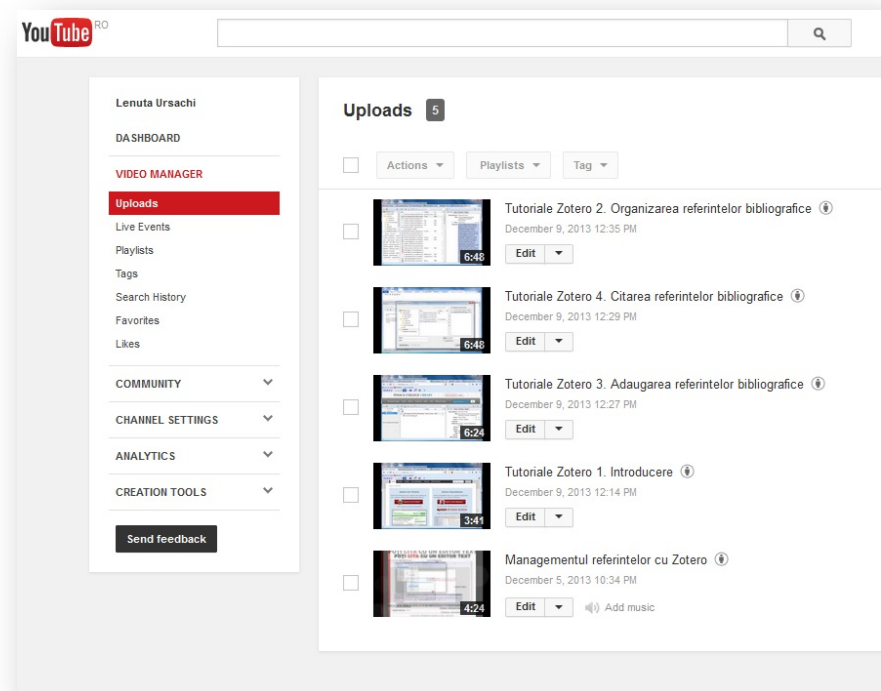 YouTube RO
Lenuta Ursachi
DASHBOARD
VIDEO MANAGER
Uploads
Live Events
Playlists
Tags
Search History
Favorites
Likes
COMMUNITY
CHANNEL SETTINGS
ANALYTICS
CREATION TOOLS
Send feedback
Uploads 5
Actions Playlists Tag
Tutoriale Zotero 2. Organizarea referintelor bibliografice
December 9, 2013 12:35 PM
6:48
Edit
Tutoriale Zotero 4. Citarea referintelor bibliografice
December 9, 2013 12:29 PM
6:48
Edit
Tutoriale Zotero 3. Adaugarea referintelor bibliografice
December 9, 2013 12:27 PM
6:24
Edit
Tutoriale Zotero 1. Introducere
December 9, 2013 12:14 PM
3:41
Edit
Managementul referintelor cu Zotero
December 5, 2013 10:34 PM
4:24
Edit Add music